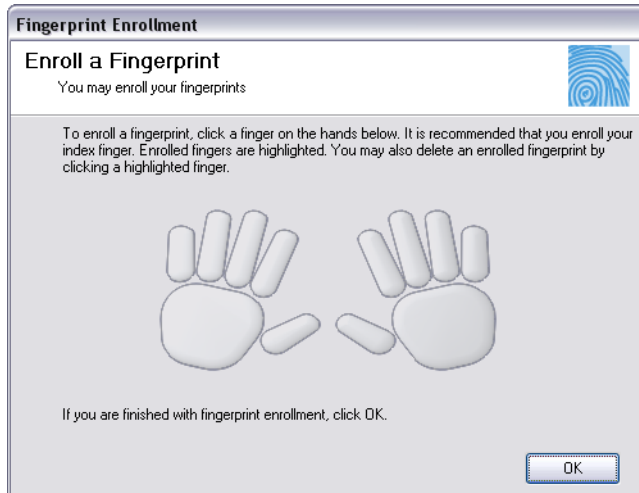 Fingerprint Enrollment
Enroll a Fingerprint
You may enroll your fingerprints
To enroll a fingerprint, click a finger on the hands below. It is recommended that you enroll your
index finger. Enrolled fingers are highlighted. You may also delete an enrolled fingerprint by
clicking a highlighted finger.
If you are finished with fingerprint enrollment, click OK.
OK